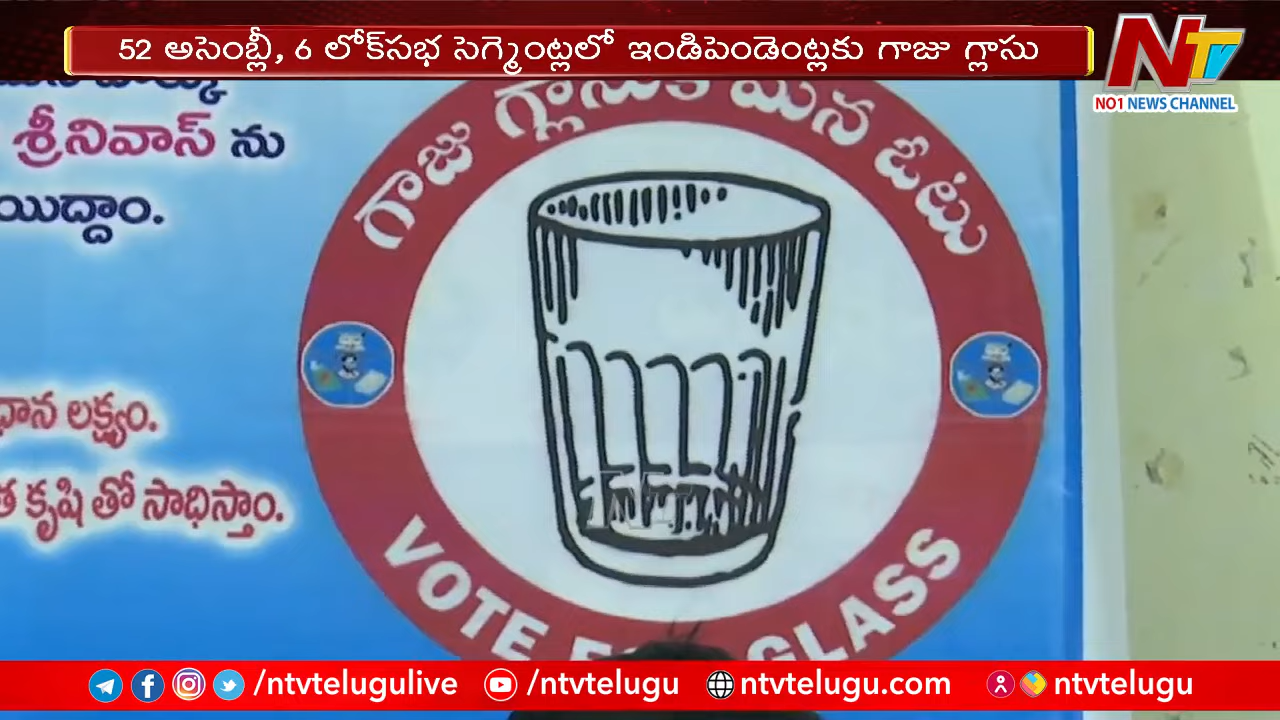 52 అసెంబ్లీ, 6 లోక్‌సభ సెగ్మెంట్లలో ఇండిపెండెంట్లకు గాజు గ్లాసు
NTV
NO1 NEWS CHANNEL
గాజు గ్లాసుకే మన ఓటు
శ్రీనివాస్ ను
లక్ష్యం.
కృషి తో సాధిస్తాం.
VOTE FOR GLASS
/ntvtelugulive
/ntvtelugu
ntvtelugu.com
ntvtelugu